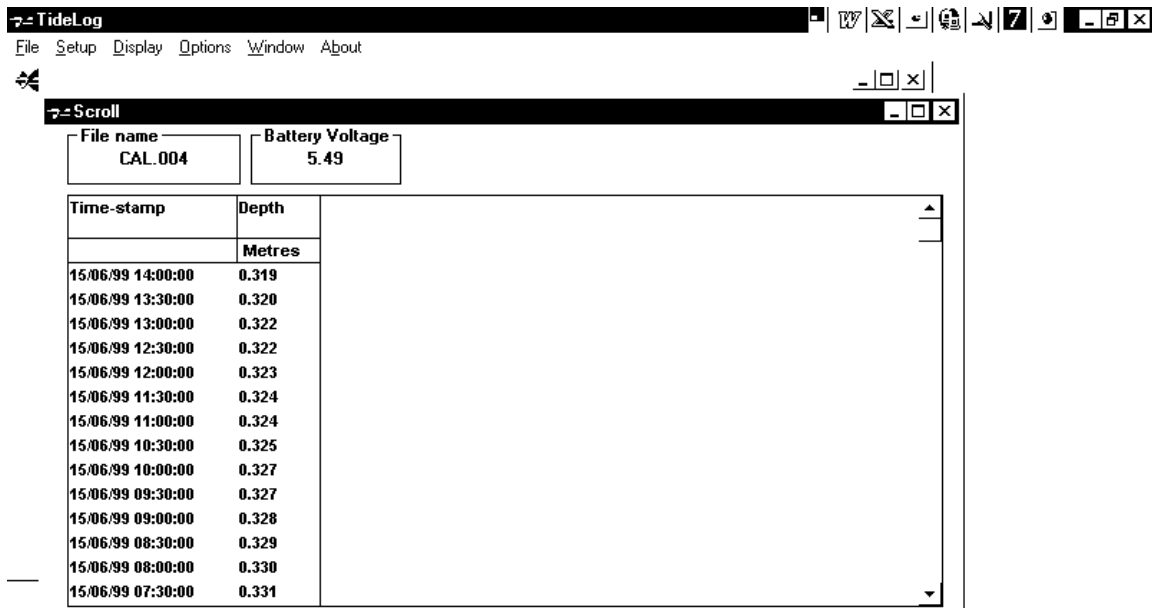 TideLog
File Setup Display Options Window About
Scroll
File name
CAL.004
Battery Voltage
5.49
Time-stamp Depth
Metres
15/06/99 14:00:00 0.319
15/06/99 13:30:00 0.320
15/06/99 13:00:00 0.322
15/06/99 12:30:00 0.322
15/06/99 12:00:00 0.323
15/06/99 11:30:00 0.324
15/06/99 11:00:00 0.324
15/06/99 10:30:00 0.325
15/06/99 10:00:00 0.327
15/06/99 09:30:00 0.327
15/06/99 09:00:00 0.328
15/06/99 08:30:00 0.329
15/06/99 08:00:00 0.330
15/06/99 07:30:00 0.331